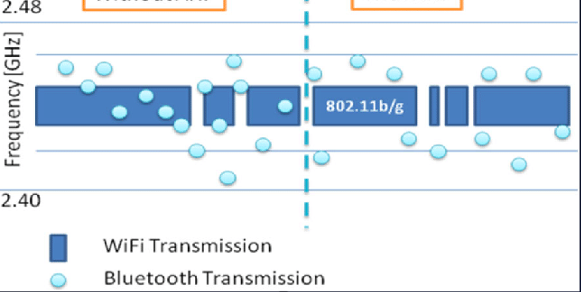 2.48
Frequency [GHz]
802.11b/g
2.40
WiFi Transmission
Bluetooth Transmission